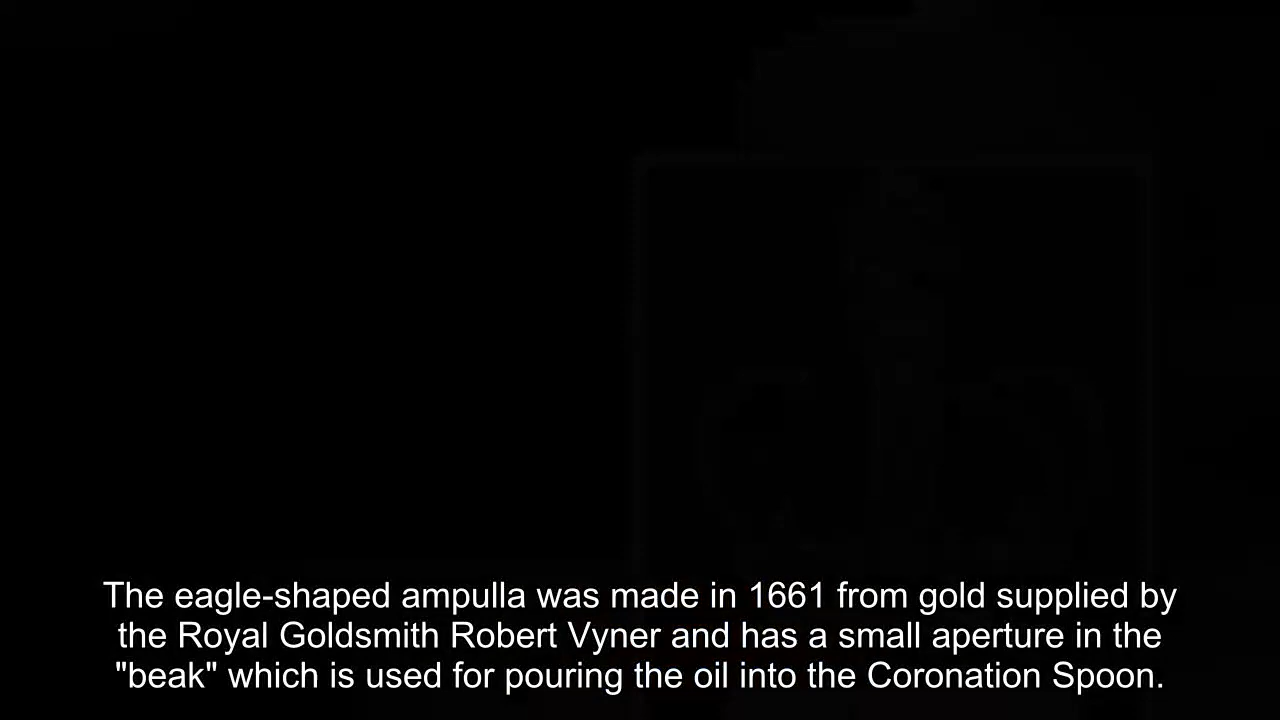 The eagle-shaped ampulla was made in 1661 from gold supplied by
the Royal Goldsmith Robert Vyner and has a small aperture in the
"beak" which is used for pouring the oil into the Coronation Spoon.